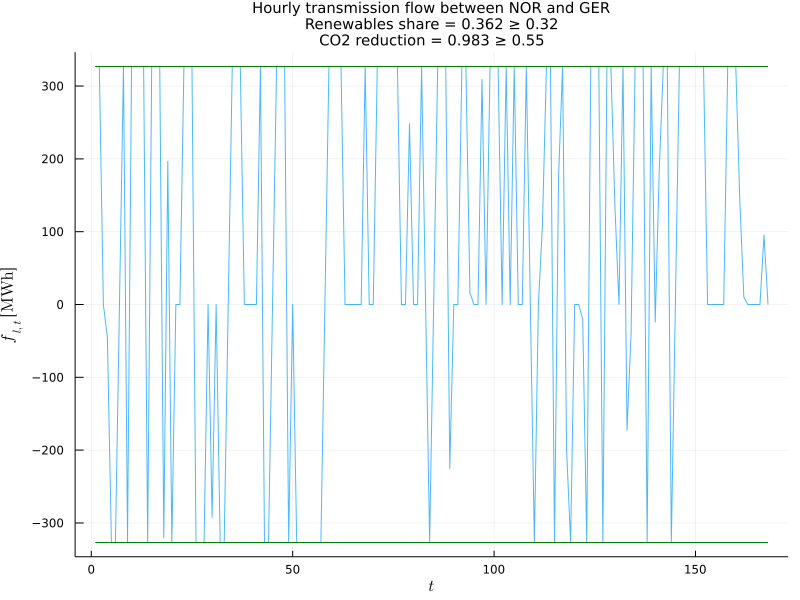 Hourly transmission flow between NOR and GER
Renewables share = 0.362 ≥ 0.32
CO2 reduction = 0.983 ≥ 0.55
300
200
100
0
−100
−200
−300
f l,t [MWh]
0 50 100 150
t